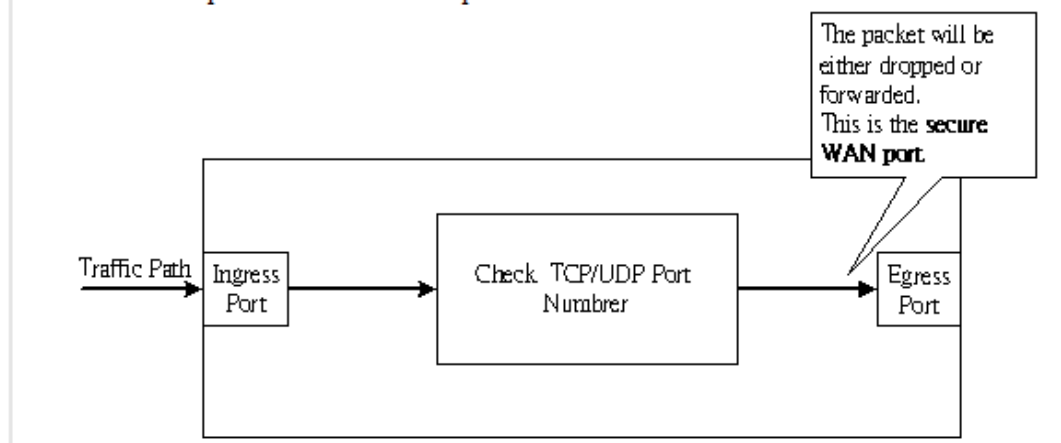 The packet will be
either dropped or
forwarded.
This is the secure
WAN port.
Traffic Path
Ingress
Port
Check TCP/UDP Port
Numbrer
Egress
Port